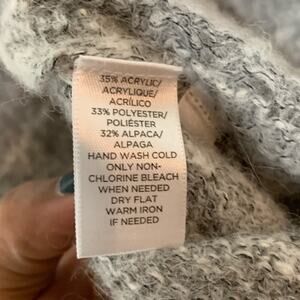 35% ACRYLIC/
ACRYLIQUE/
ACRÍLICO
33% POLYESTER/
POLIÉSTER
32% ALPACA/
ALPAGA
HAND WASH COLD
ONLY NON-
CHLORINE BLEACH
WHEN NEEDED
DRY FLAT
WARM IRON
IF NEEDED